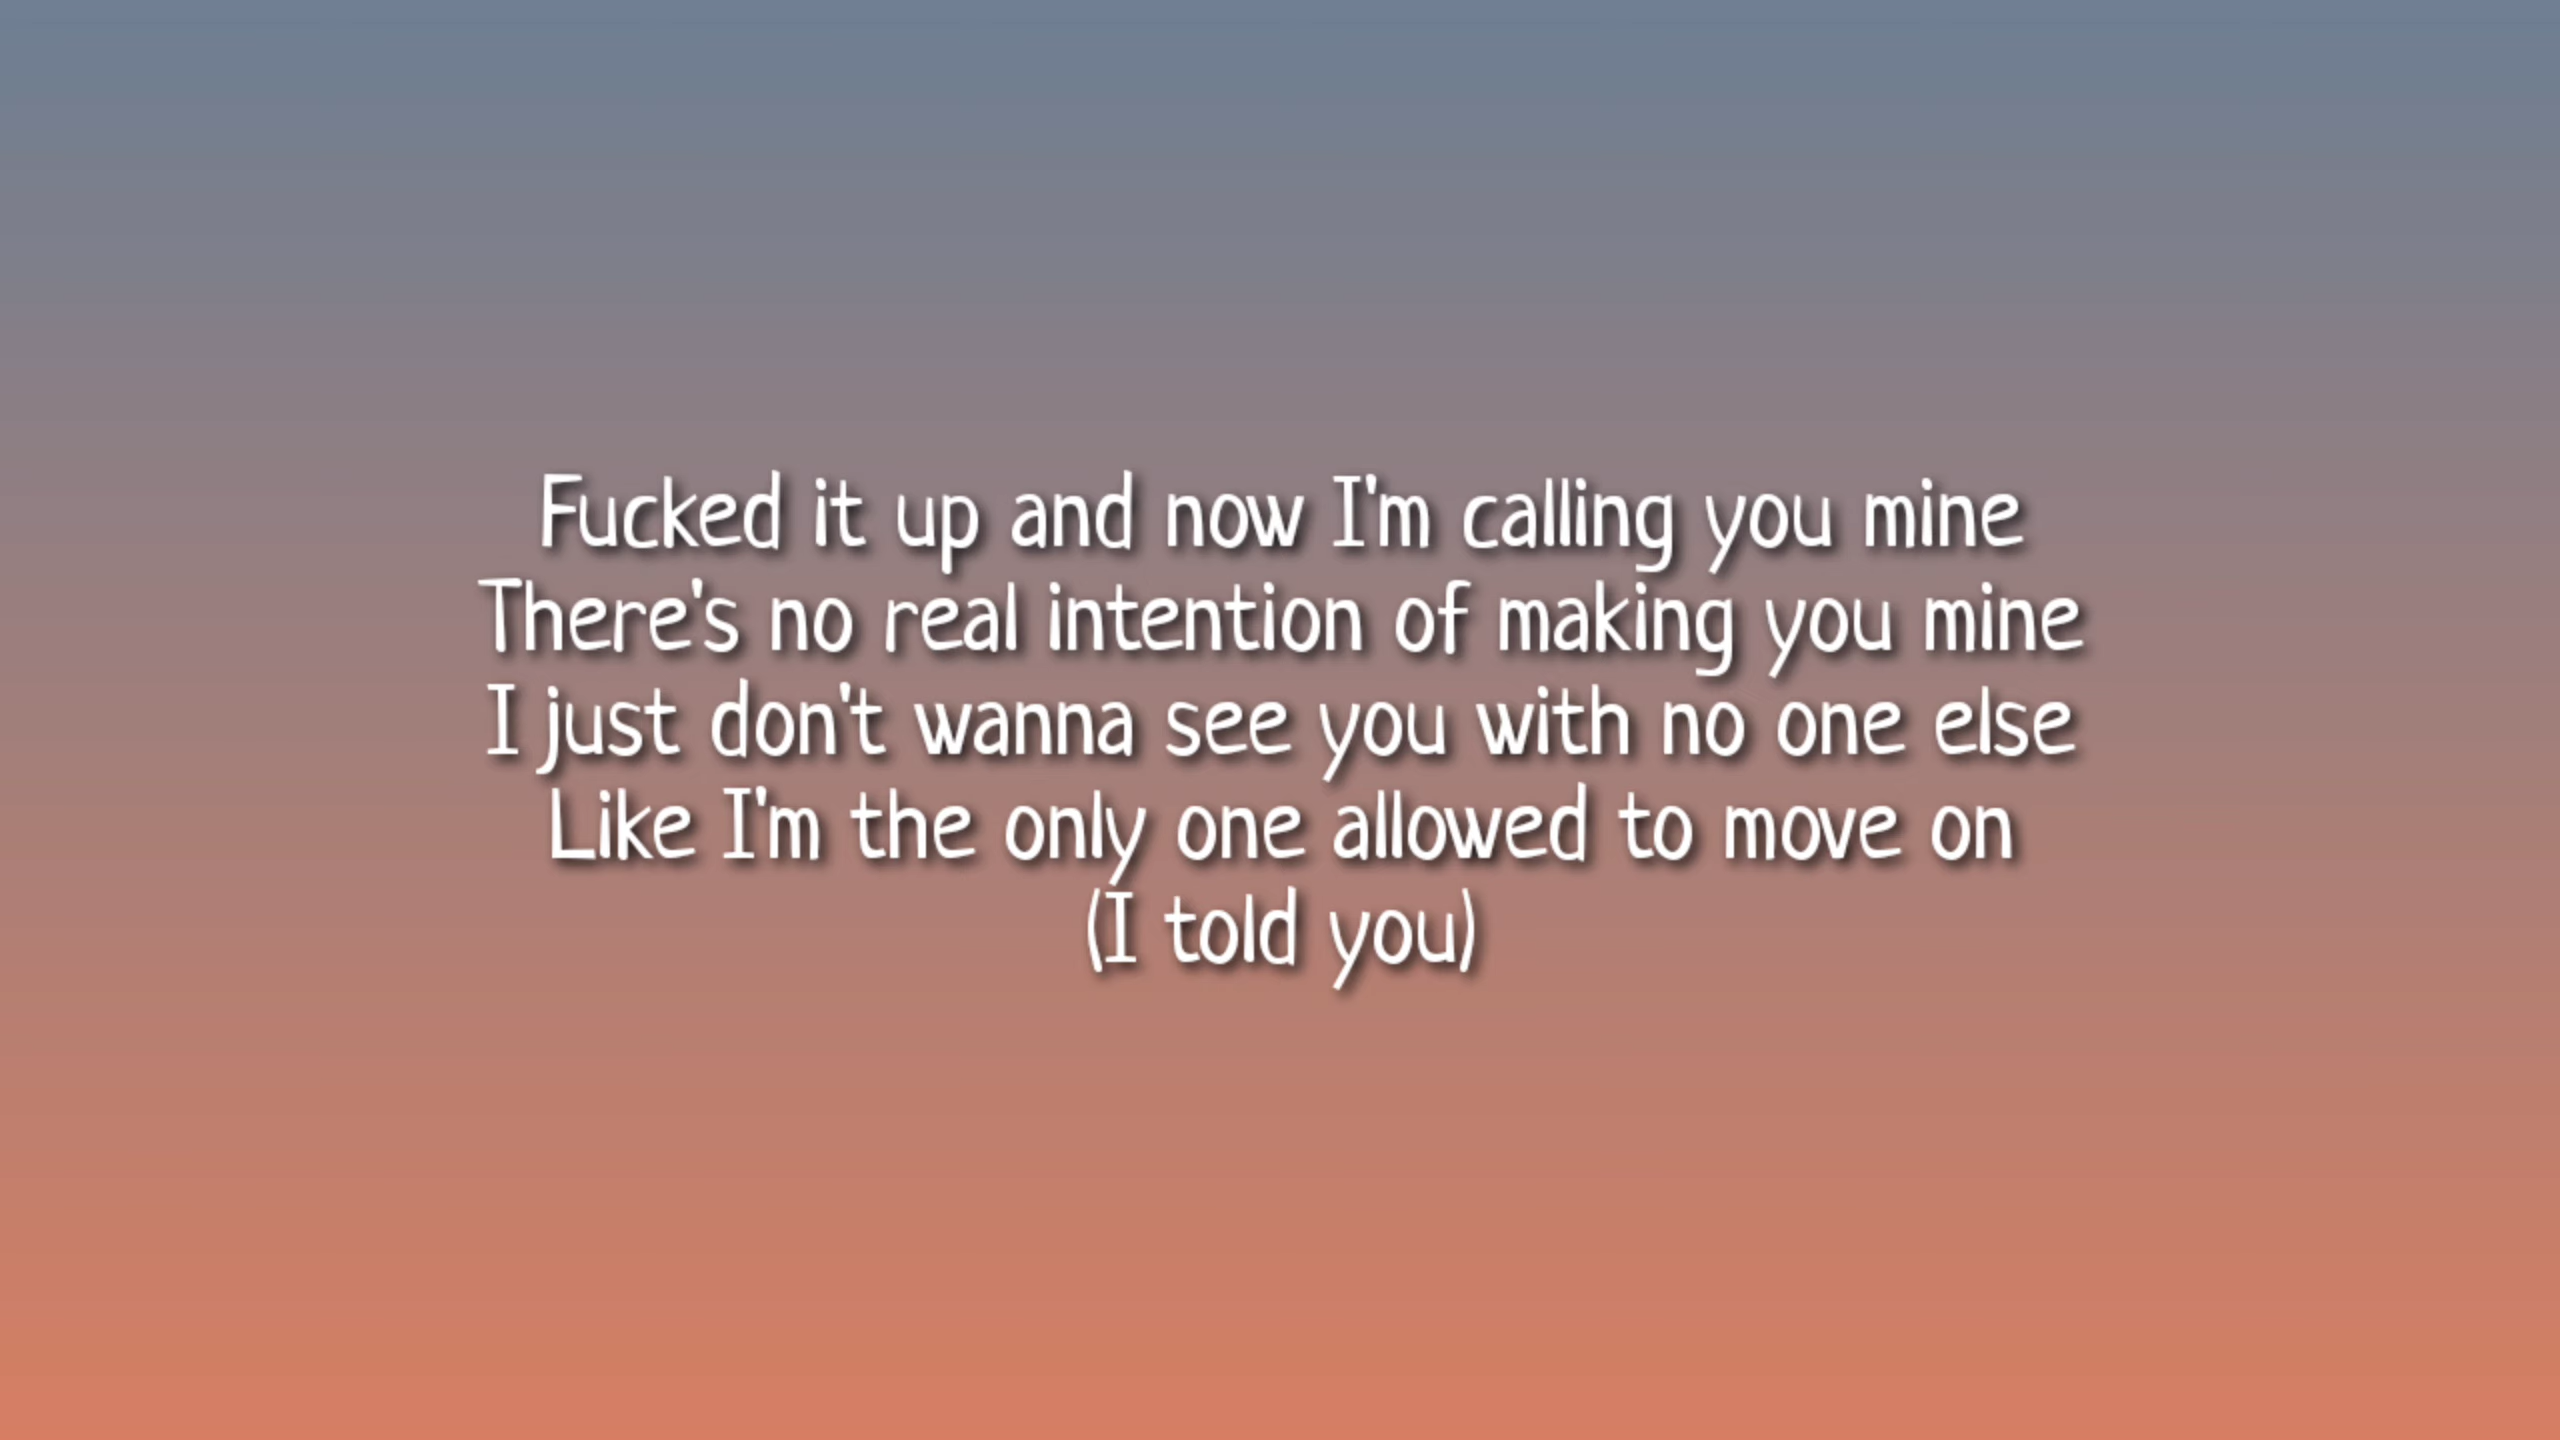 Fucked it up and now I'm calling you mine
There's no real intention of making you mine
I just don't wanna see you with no one else
Like I'm the only one allowed to move on
(I told you)